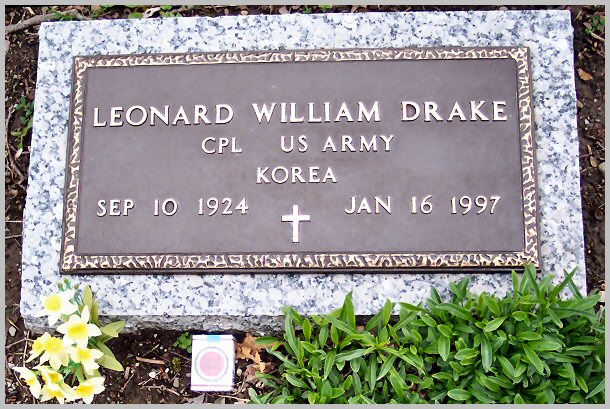 LEONARD WILLIAM DRAKE
CPL US ARMY
KOREA
SEP 10 1924 JAN 16 1997